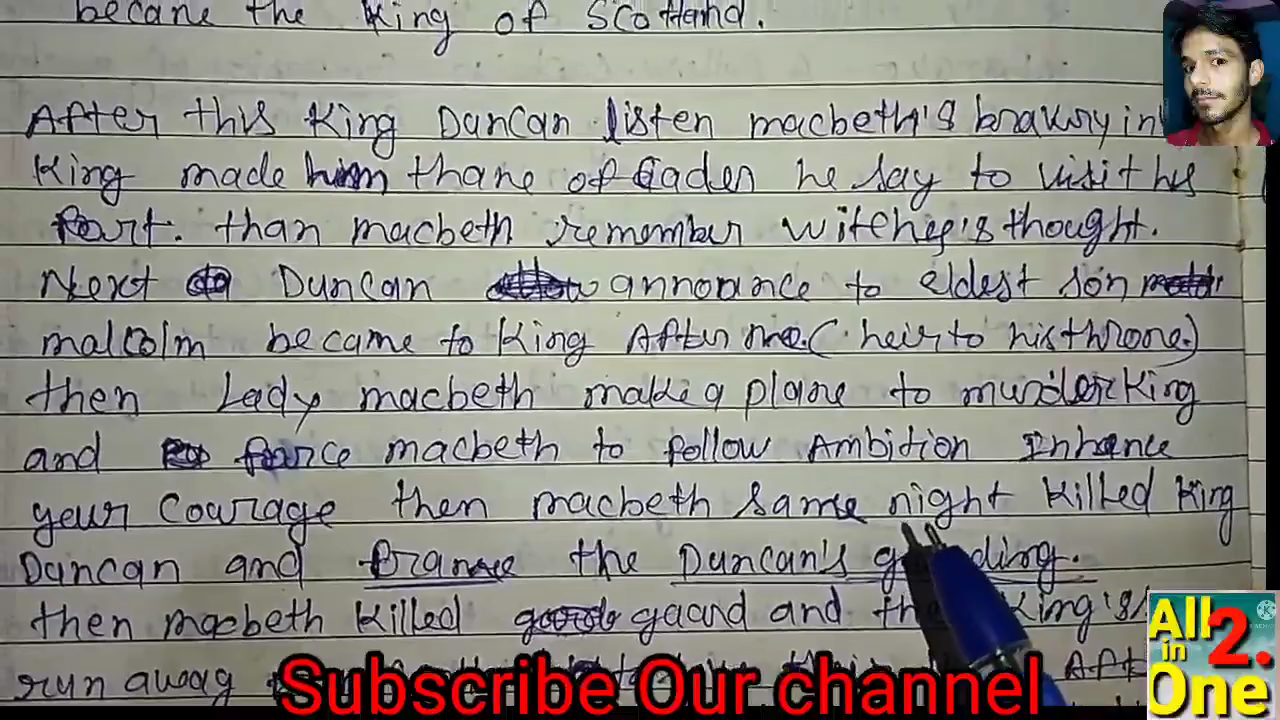 became the King of Scotland.
After this King Duncan listen macbeth's bravery in
King made him thane of Cader he say to visit his
Fort. than macbeth remember witches's thought.
Next Duncan annorance to eldest son
malcolm became to King After me. (heir to his throne.)
then Lady macbeth make a plane to murder King
and force macbeth to follow Ambition Inhance
your Courage then macbeth same night Killed King
Duncan and the Duncan's
then macbeth Killed gaard and the King's
run away
Subscribe Our channel
All 2.
in
One